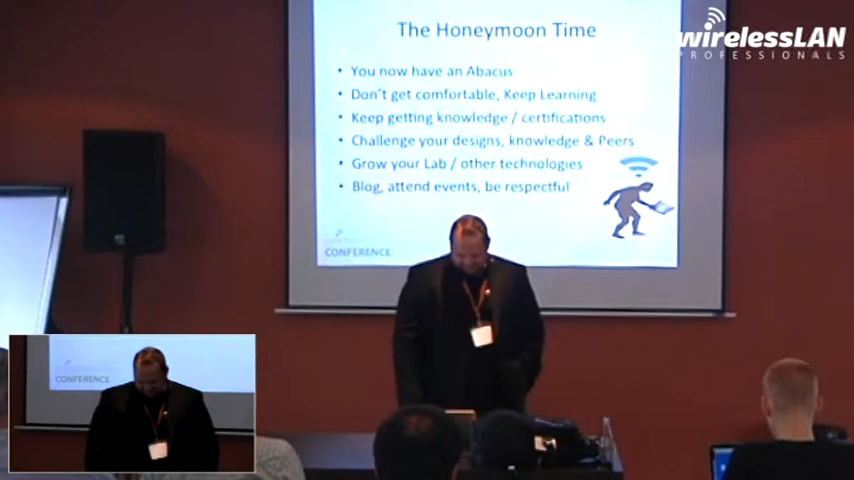 The Honeymoon Time
wirelessLAN
PROFESSIONALS
• You now have an Abacus
• Don't get comfortable, Keep Learning
• Keep getting knowledge / certifications
• Challenge your designs, knowledge & Peers
• Grow your Lab / other technologies
• Blog, attend events, be respectful
CONFERENCE
CONFERENCE